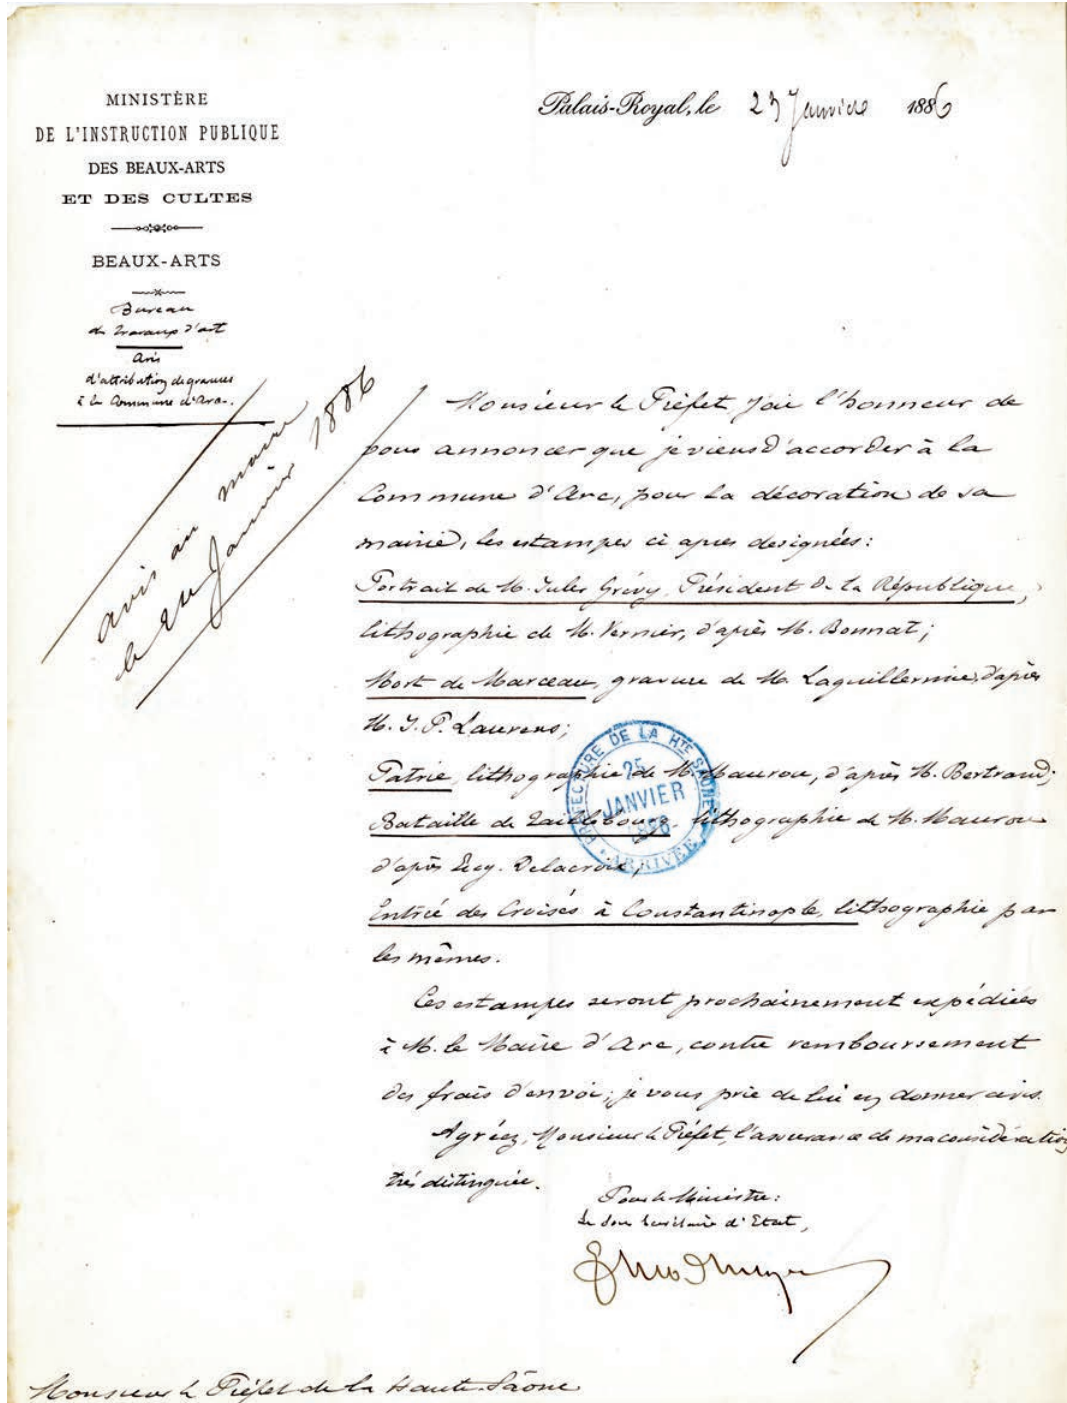 MINISTÈRE
DE L'INSTRUCTION PUBLIQUE
DES BEAUX-ARTS
ET DES CULTES
BEAUX-ARTS
Bureau
des travaux d'art
Avis
d'attribution de gravures
à la Commune d'Arc.
Palais-Royal, le 23 Janvier 1886
avis au maire
le Janvier 1886
Monsieur le Préfet, j'ai l'honneur de
vous annoncer que je viens d'accorder à la
Commune d'Arc, pour la décoration de sa
mairie, les estampes ci après designées:
Portrait de M. Jules Grévy, Président de la République,
lithographie de M. Vernier, d'après M. Bonnat;
Mort de Marceau, gravure de M. Laguillermie, d'après
M. J. P. Laurens;
Patrie, lithographie de M. Maurou, d'après M. Bertrand;
Bataille de Taillebourg, lithographie de M. Maurou
d'après Eug. Delacroix,
Entrée des Croisés à Constantinople, lithographie par
les mêmes.
Ces estampes seront prochainement expédiées
à M. le Maire d'Arc, contre remboursement
des frais d'envoi; je vous prie de lui en donner avis.
Agréez, Monsieur le Préfet, l'assurance de ma considération
très distinguée.
PREFECTURE DE LA HTE SAONE
25
JANVIER
1886
ARRIVÉE
Pour le Ministre:
Le Sous Secrétaire d'Etat,
Monsieur le Préfet de la Haute-Saône